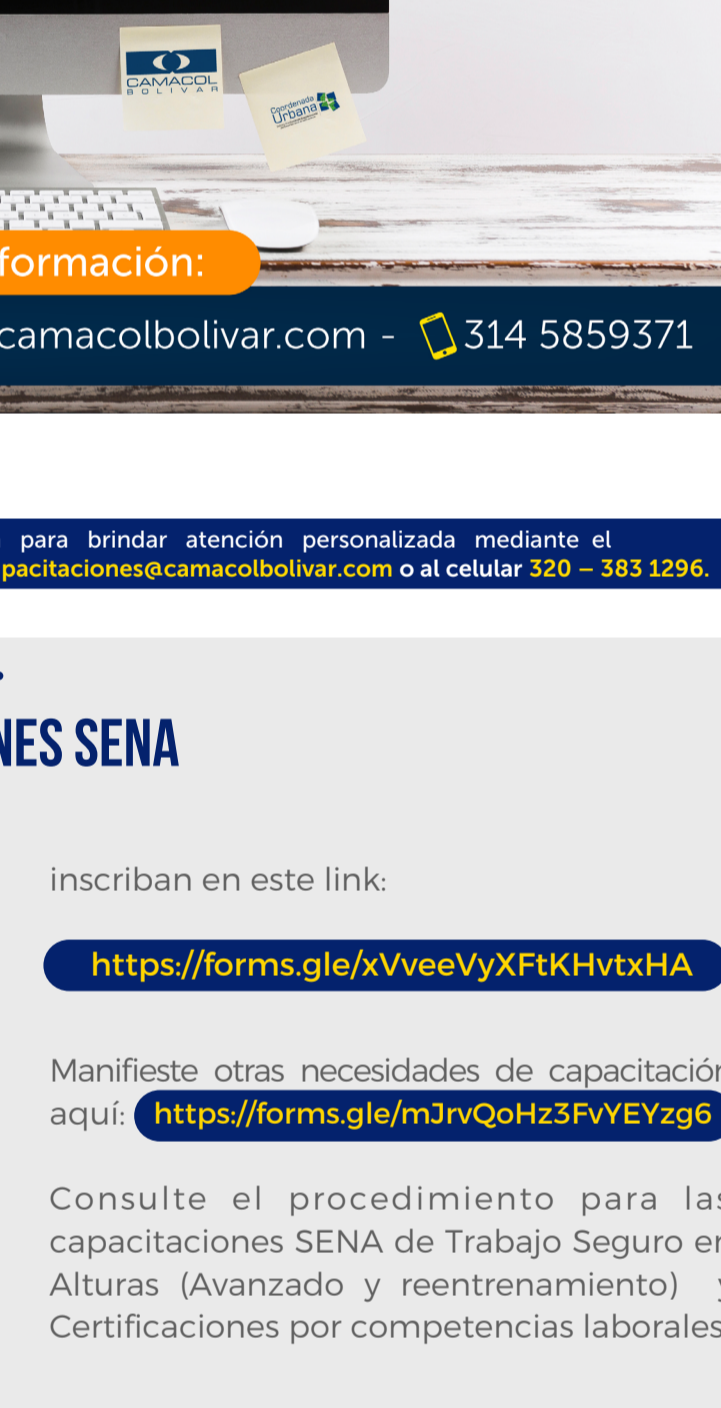 CAMACOL
BOLIVAR
Coordenada
Urbana
formación:
camacolbolivar.com - 314 5859371
para brindar atención personalizada mediante el
pacitaciones@camacolbolivar.com o al celular 320 – 383 1296.
NES SENA
inscriban en este link:
https://forms.gle/xVveeVyXFtKHvtxHA
Manifieste otras necesidades de capacitación
aquí: https://forms.gle/mJrvQoHz3FvYEYzg6
Consulte el procedimiento para las
capacitaciones SENA de Trabajo Seguro en
Alturas (Avanzado y reentrenamiento) y
Certificaciones por competencias laborales